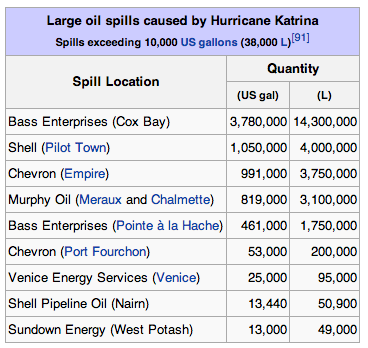 Large oil spills caused by Hurricane Katrina
Spills exceeding 10,000 US gallons (38,000 L)[91]
Spill Location Quantity
(US gal) (L)
Bass Enterprises (Cox Bay) 3,780,000 14,300,000
Shell (Pilot Town) 1,050,000 4,000,000
Chevron (Empire) 991,000 3,750,000
Murphy Oil (Meraux and Chalmette) 819,000 3,100,000
Bass Enterprises (Pointe à la Hache) 461,000 1,750,000
Chevron (Port Fourchon) 53,000 200,000
Venice Energy Services (Venice) 25,000 95,000
Shell Pipeline Oil (Nairn) 13,440 50,900
Sundown Energy (West Potash) 13,000 49,000